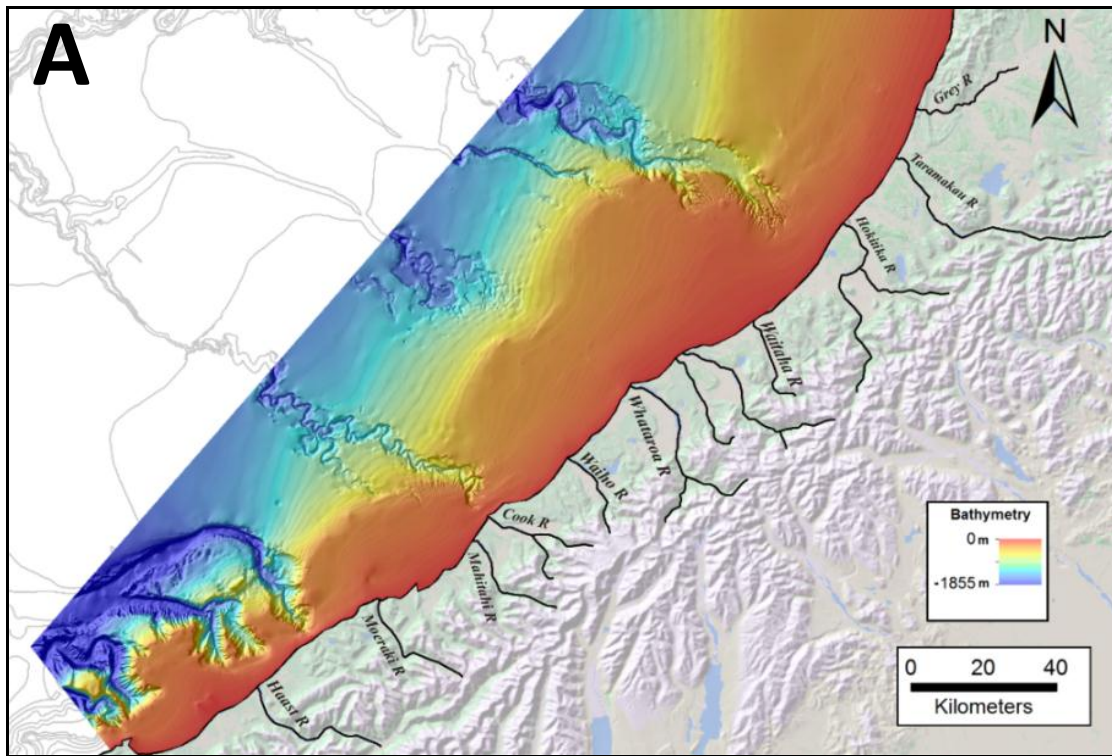 A
N
Grey R
Taramakau R
Hokitika R
Waitaha R
Whataroa R
Waiho R
Cook R
Mahitahi R
Moeraki R
Haast R
Bathymetry
0 m
-1855 m
0 20 40
Kilometers